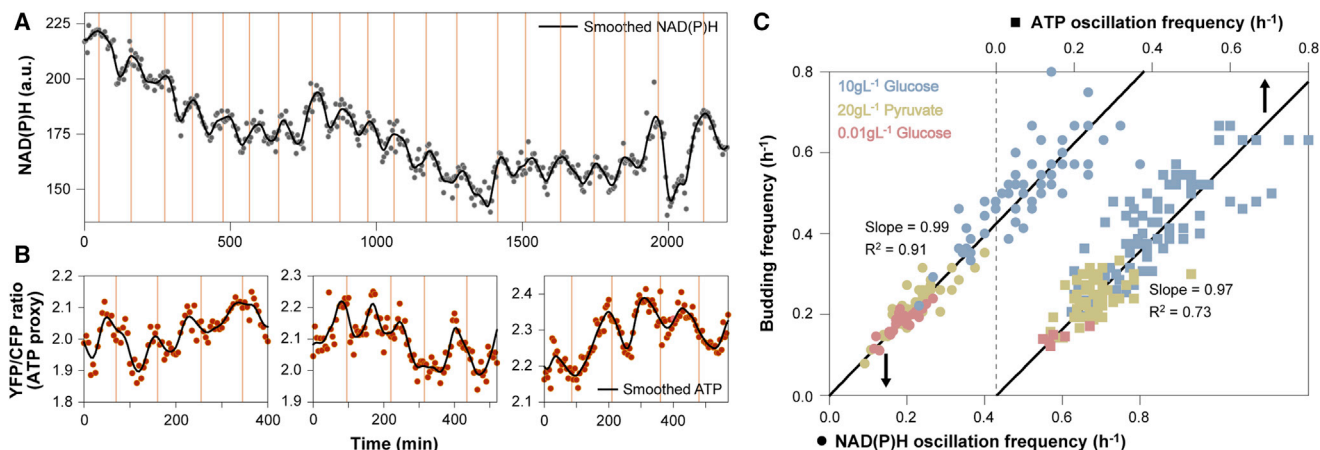 A
225
200
175
150
NAD(P)H (a.u.)
Smoothed NAD(P)H
0
500
1000
1500
2000
B
YFP/CFP ratio
(ATP proxy)
2.2
2.1
2.0
1.9
1.8
0
100
200
300
400
2.3
2.2
2.1
2.0
1.9
0
200
400
2.4
2.3
2.2
2.1
0
200
400
Smoothed ATP
Time (min)
C
■ ATP oscillation frequency (h-1)
0.0
0.2
0.4
0.6
0.8
Budding frequency (h-1)
0.8
0.6
0.4
0.2
0.0
10gL-1 Glucose
20gL-1 Pyruvate
0.01gL-1 Glucose
Slope = 0.99
R2 = 0.91
Slope = 0.97
R2 = 0.73
0.0
0.2
0.4
0.6
0.8
● NAD(P)H oscillation frequency (h-1)